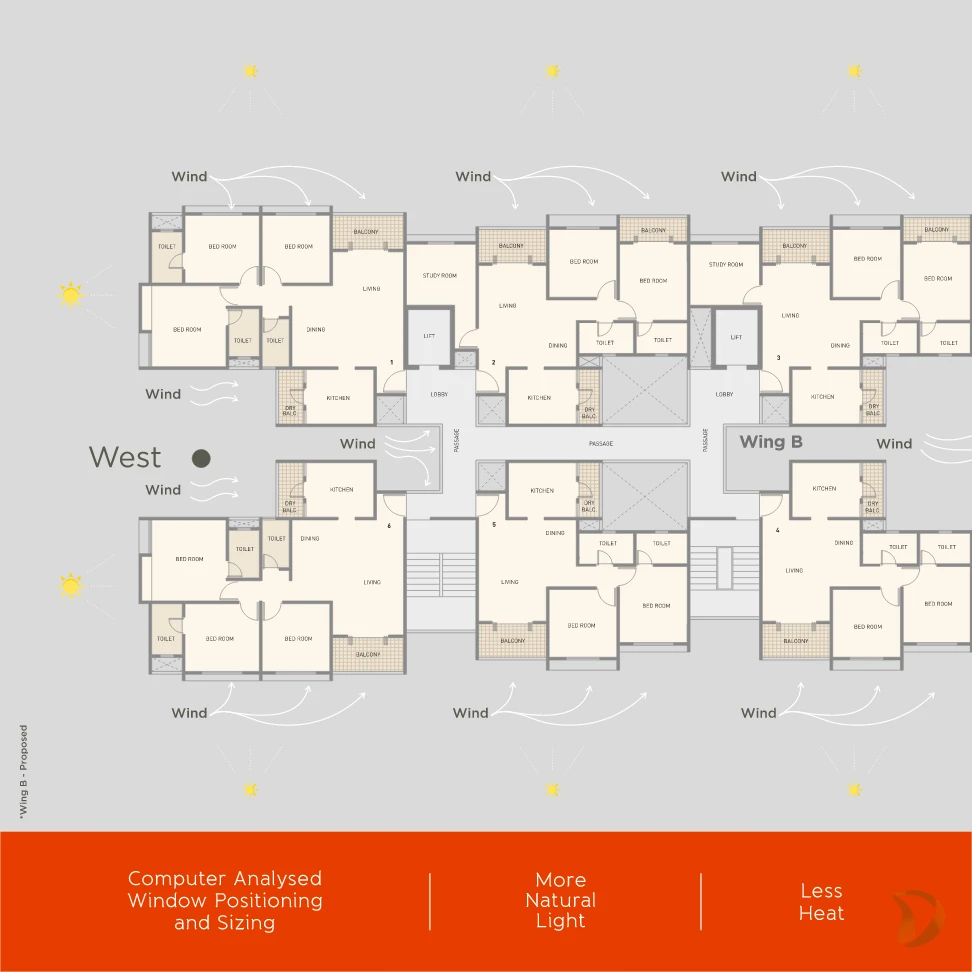 Wind
Wind
Wind
TOILET
BED ROOM
BED ROOM
BALCONY
BALCONY
BED ROOM
BALCONY
BALCONY
BED ROOM
BALCONY
STUDY ROOM
LIVING
BED ROOM
STUDY ROOM
BED ROOM
LIVING
LIVING
BED ROOM
TOILET
TOILET
DINING
LIFT
DINING
TOILET
TOILET
LIVING
LIFT
DINING
TOILET
TOILET
1
2
3
Wind
DRY
BALC
KITCHEN
LOBBY
KITCHEN
DRY
BALC
LOBBY
KITCHEN
DRY
BALC
West
Wind
PASSAGE
PASSAGE
PASSAGE
Wing B
Wind
Wind
DRY
BALC
KITCHEN
KITCHEN
DRY
BALC
KITCHEN
DRY
BALC
6
5
4
BED ROOM
TOILET
TOILET
DINING
DINING
TOILET
TOILET
DINING
TOILET
TOILET
LIVING
LIVING
LIVING
TOILET
BED ROOM
BED ROOM
BALCONY
BALCONY
BED ROOM
BED ROOM
BALCONY
BED ROOM
BED ROOM
Wind
Wind
Wind
*Wing B - Proposed
Computer Analysed
Window Positioning
and Sizing
More
Natural
Light
Less
Heat